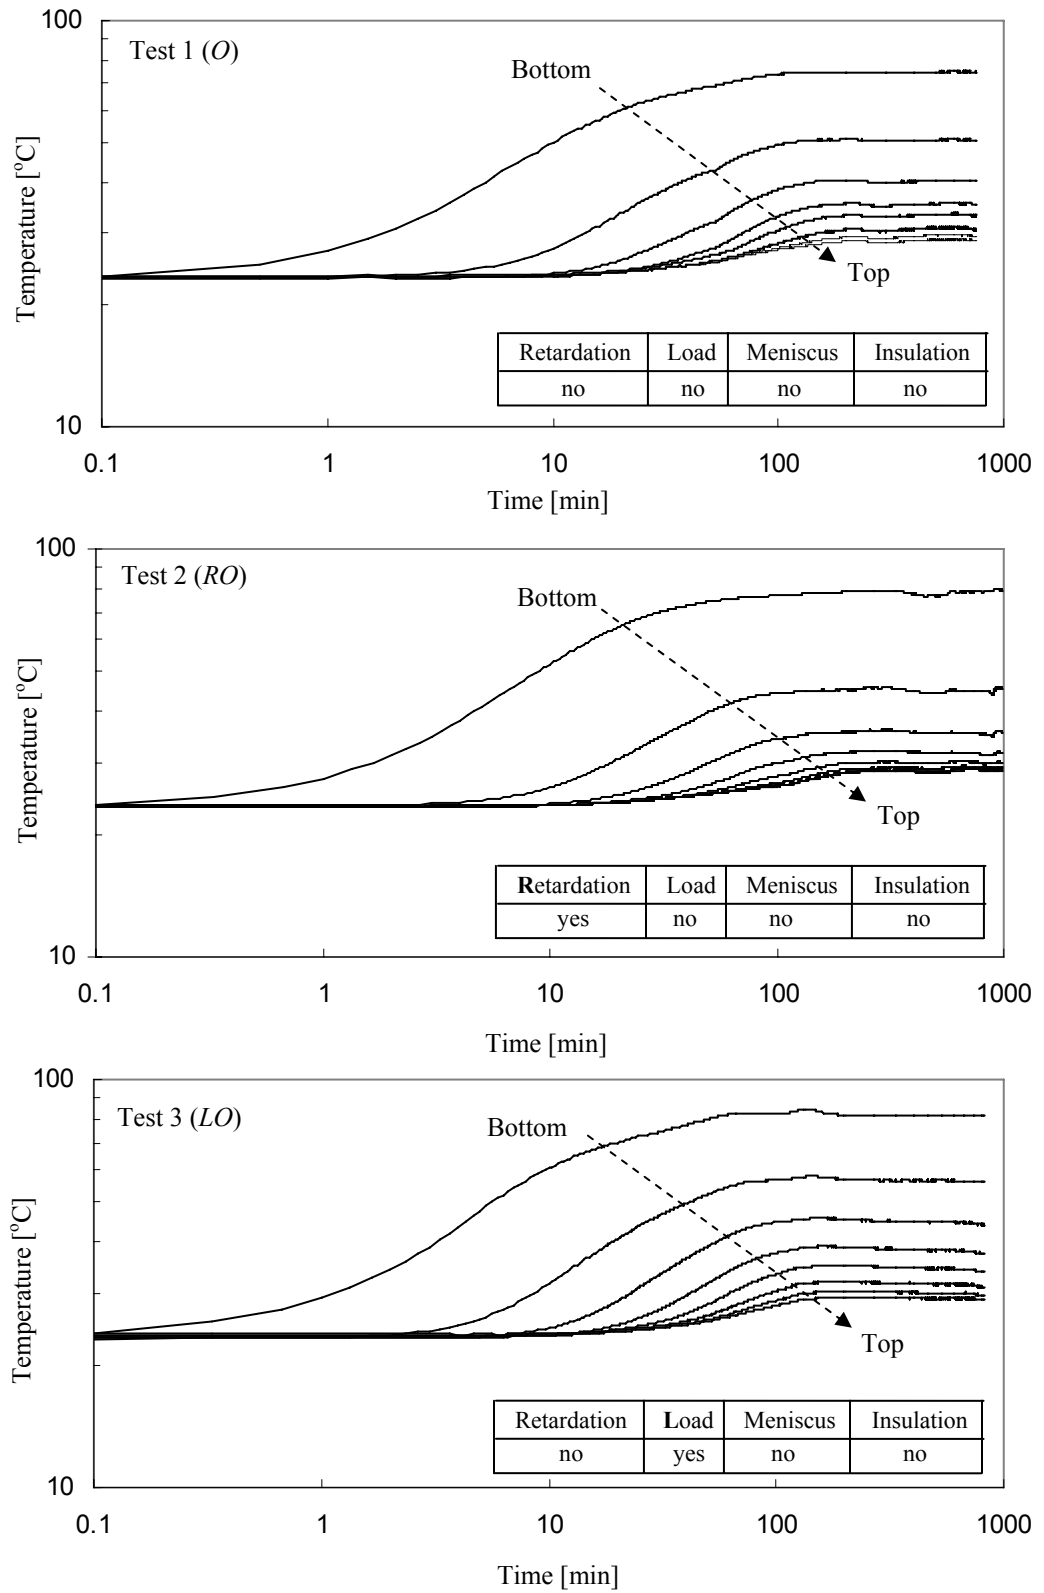 100
Test 1 (O)
Bottom
Temperature [°C]
Top
Retardation Load Meniscus Insulation
no no no no
10
0.1 1 10 100 1000
Time [min]
100
Test 2 (RO)
Bottom
Temperature [°C]
Top
Retardation Load Meniscus Insulation
yes no no no
10
0.1 1 10 100 1000
Time [min]
100
Test 3 (LO)
Bottom
Temperature [°C]
Top
Retardation Load Meniscus Insulation
no yes no no
10
0.1 1 10 100 1000
Time [min]